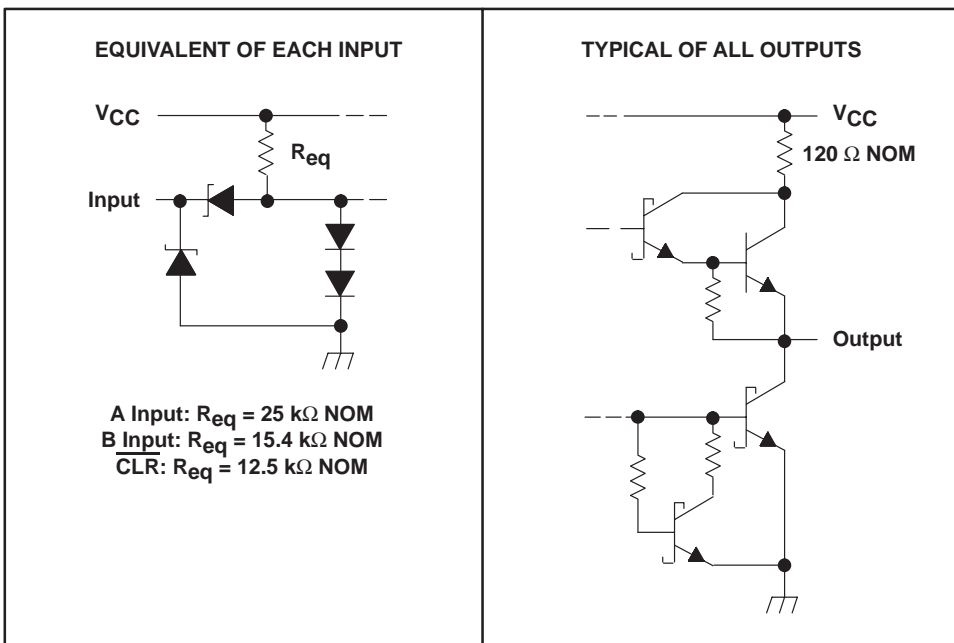 EQUIVALENT OF EACH INPUT
VCC
Req
Input
A Input: Req = 25 kΩ NOM
B Input: Req = 15.4 kΩ NOM
CLR: Req = 12.5 kΩ NOM
TYPICAL OF ALL OUTPUTS
VCC
120 Ω NOM
Output